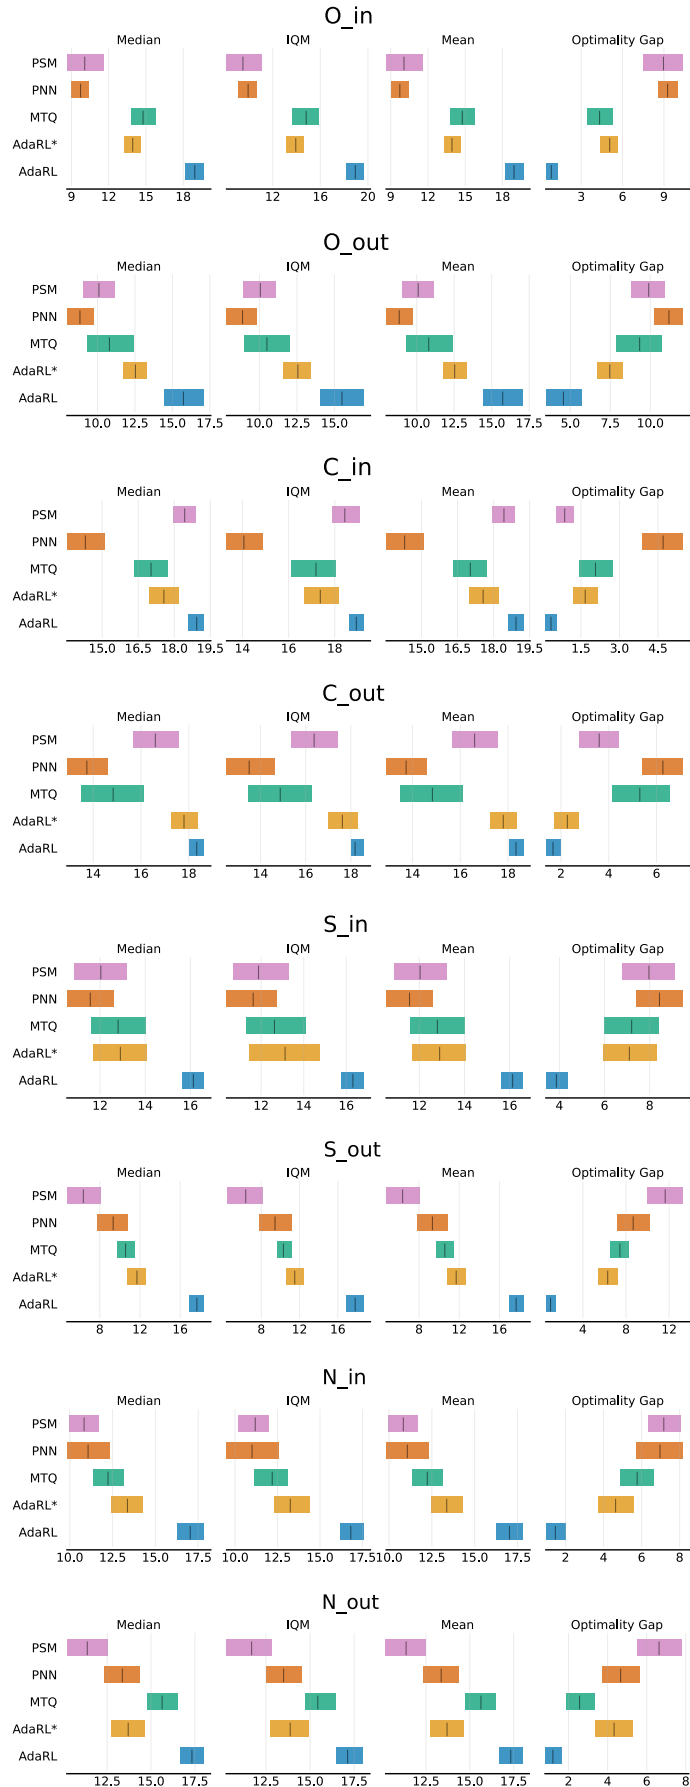 O_in
Median IQM Mean Optimality Gap
PSM
PNN
MTQ
AdaRL*
AdaRL
9 12 15 18 12 16 20 9 12 15 18 3 6 9
O_out
Median IQM Mean Optimality Gap
PSM
PNN
MTQ
AdaRL*
AdaRL
10.0 12.5 15.0 17.5 10.0 12.5 15.0 10.0 12.5 15.0 17.5 5.0 7.5 10.0
C_in
Median IQM Mean Optimality Gap
PSM
PNN
MTQ
AdaRL*
AdaRL
15.0 16.5 18.0 19.5 14 16 18 15.0 16.5 18.0 19.5 1.5 3.0 4.5
C_out
Median IQM Mean Optimality Gap
PSM
PNN
MTQ
AdaRL*
AdaRL
14 16 18 14 16 18 14 16 18 2 4 6
S_in
Median IQM Mean Optimality Gap
PSM
PNN
MTQ
AdaRL*
AdaRL
12 14 16 12 14 16 12 14 16 4 6 8
S_out
Median IQM Mean Optimality Gap
PSM
PNN
MTQ
AdaRL*
AdaRL
8 12 16 8 12 16 8 12 16 4 8 12
N_in
Median IQM Mean Optimality Gap
PSM
PNN
MTQ
AdaRL*
AdaRL
10.0 12.5 15.0 17.5 10.0 12.5 15.0 17.5 10.0 12.5 15.0 17.5 2 4 6 8
N_out
Median IQM Mean Optimality Gap
PSM
PNN
MTQ
AdaRL*
AdaRL
12.5 15.0 17.5 12.5 15.0 17.5 12.5 15.0 17.5 2 4 6 8